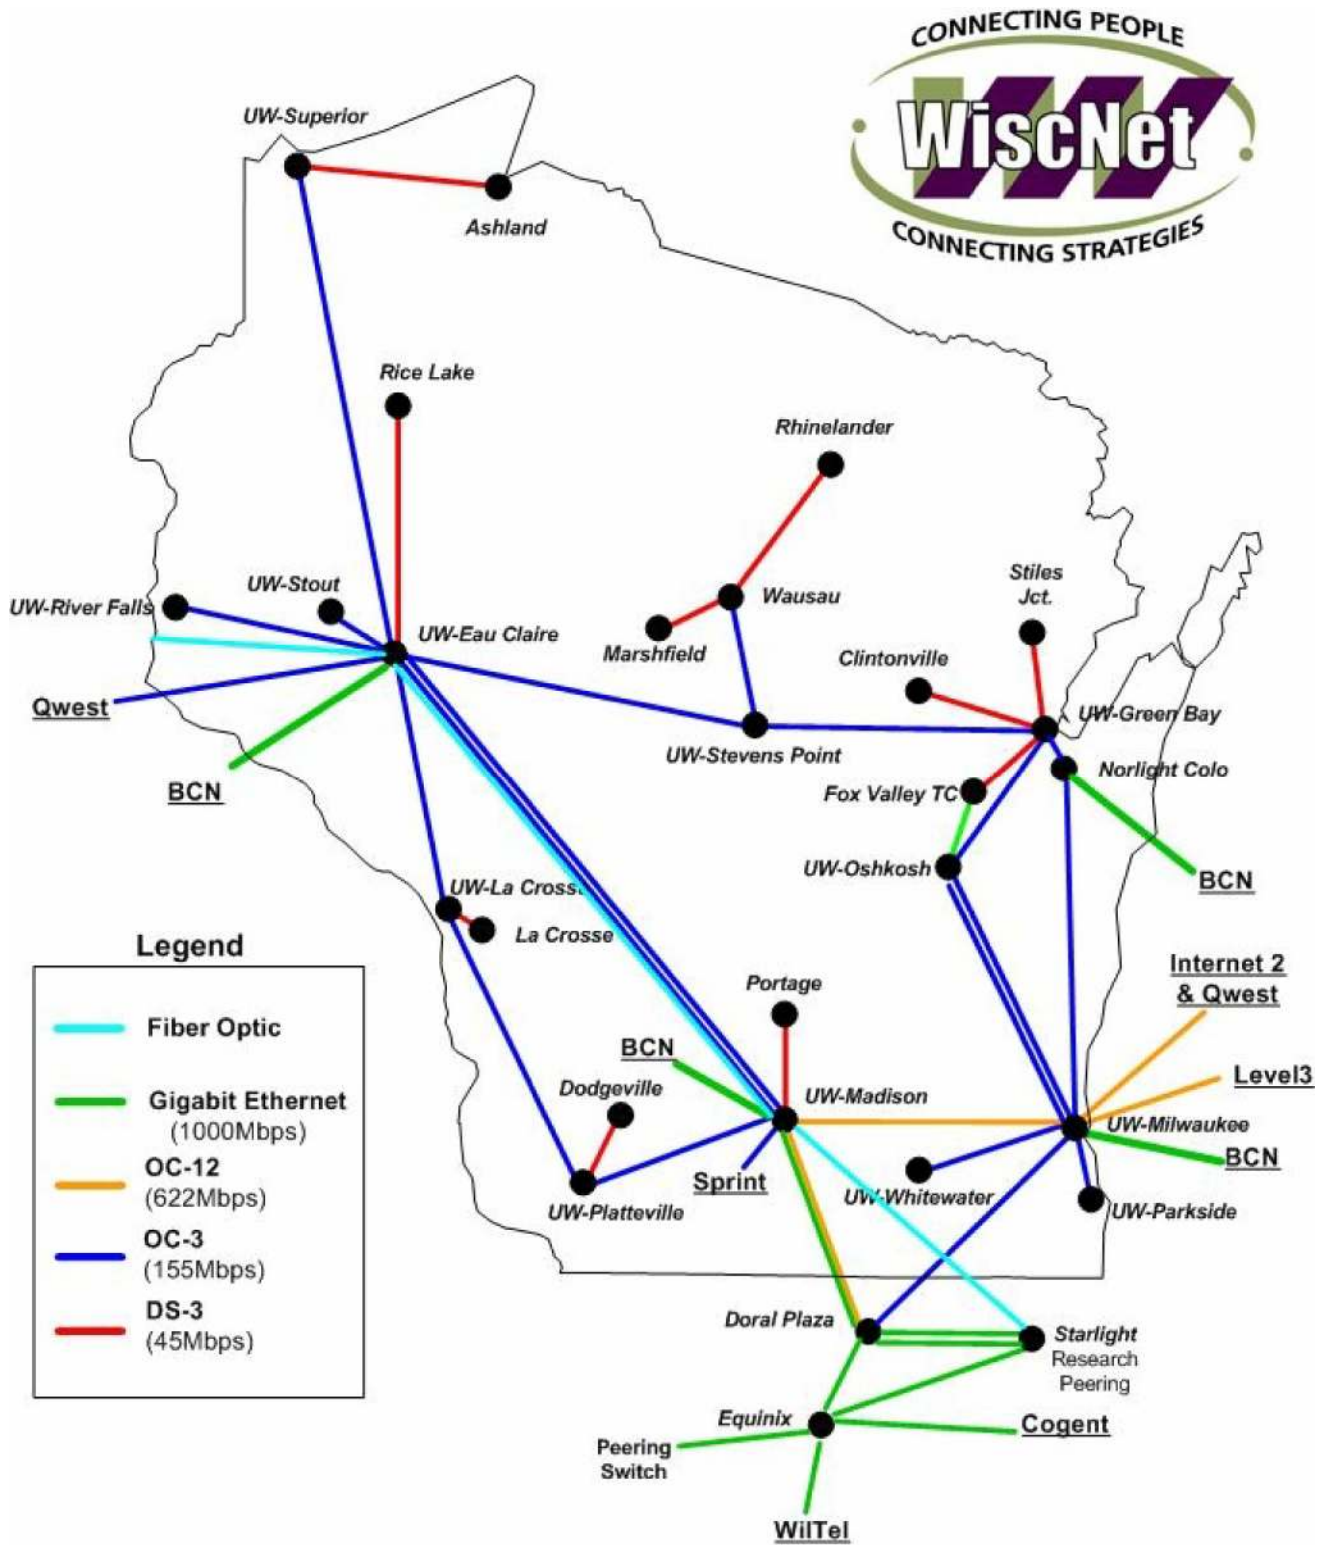 CONNECTING PEOPLE
WiscNet
CONNECTING STRATEGIES
UW-Superior
Ashland
Rice Lake
Rhinelander
UW-Stout
UW-River Falls
UW-Eau Claire
Wausau
Marshfield
Stiles
Jct.
Clintonville
Qwest
UW-Green Bay
UW-Stevens Point
Norlight Colo
BCN
Fox Valley TC
UW-Oshkosh
BCN
UW-La Crosse
La Crosse
Legend
Fiber Optic
Gigabit Ethernet
(1000Mbps)
OC-12
(622Mbps)
OC-3
(155Mbps)
DS-3
(45Mbps)
Internet 2
& Qwest
Portage
BCN
Level3
Dodgeville
UW-Madison
UW-Milwaukee
BCN
Sprint
UW-Whitewater
UW-Platteville
UW-Parkside
Doral Plaza
Starlight
Research
Peering
Equinix
Cogent
Peering
Switch
WilTel